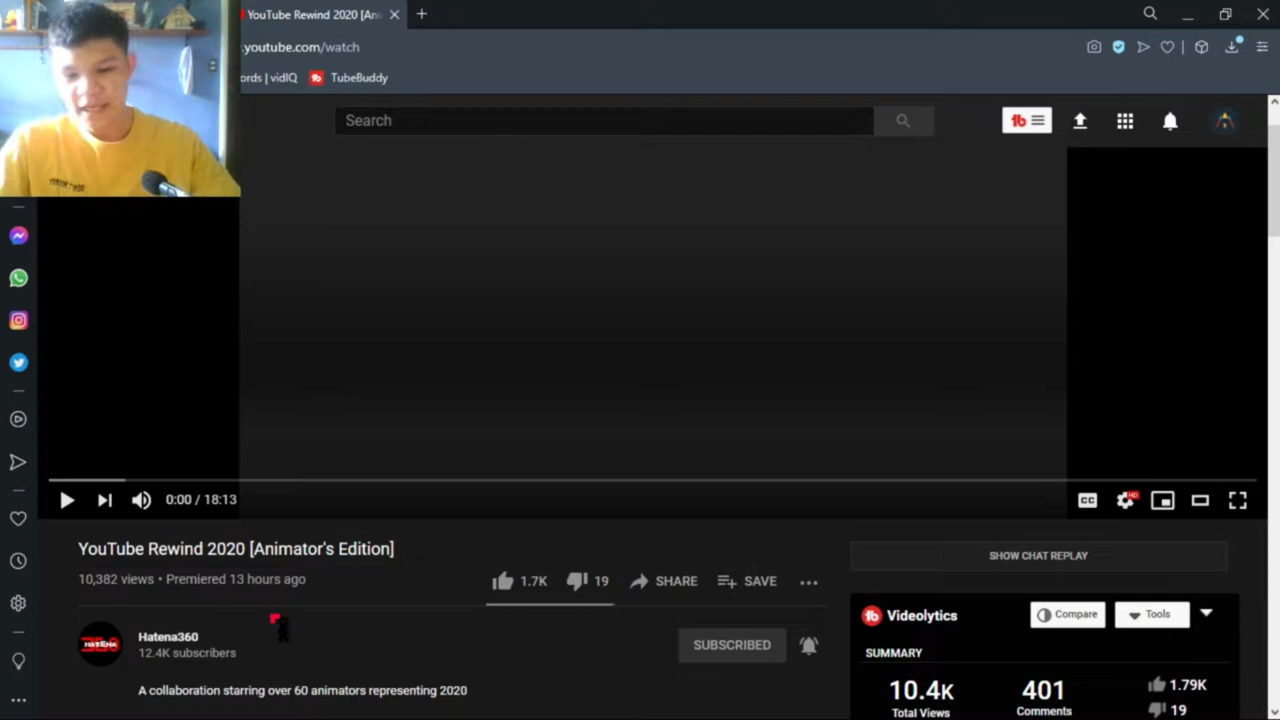 YouTube Rewind 2020 [Ani
.youtube.com/watch
ords | vidIQ TubeBuddy
Search
0:00 / 18:13
CC
HD
YouTube Rewind 2020 [Animator's Edition]
10,382 views • Premiered 13 hours ago
1.7K 19 SHARE SAVE
SHOW CHAT REPLAY
HATENA
Hatena360
12.4K subscribers
SUBSCRIBED
A collaboration starring over 60 animators representing 2020
Videolytics Compare Tools
SUMMARY
10.4K 401 1.79K
Total Views Comments 19